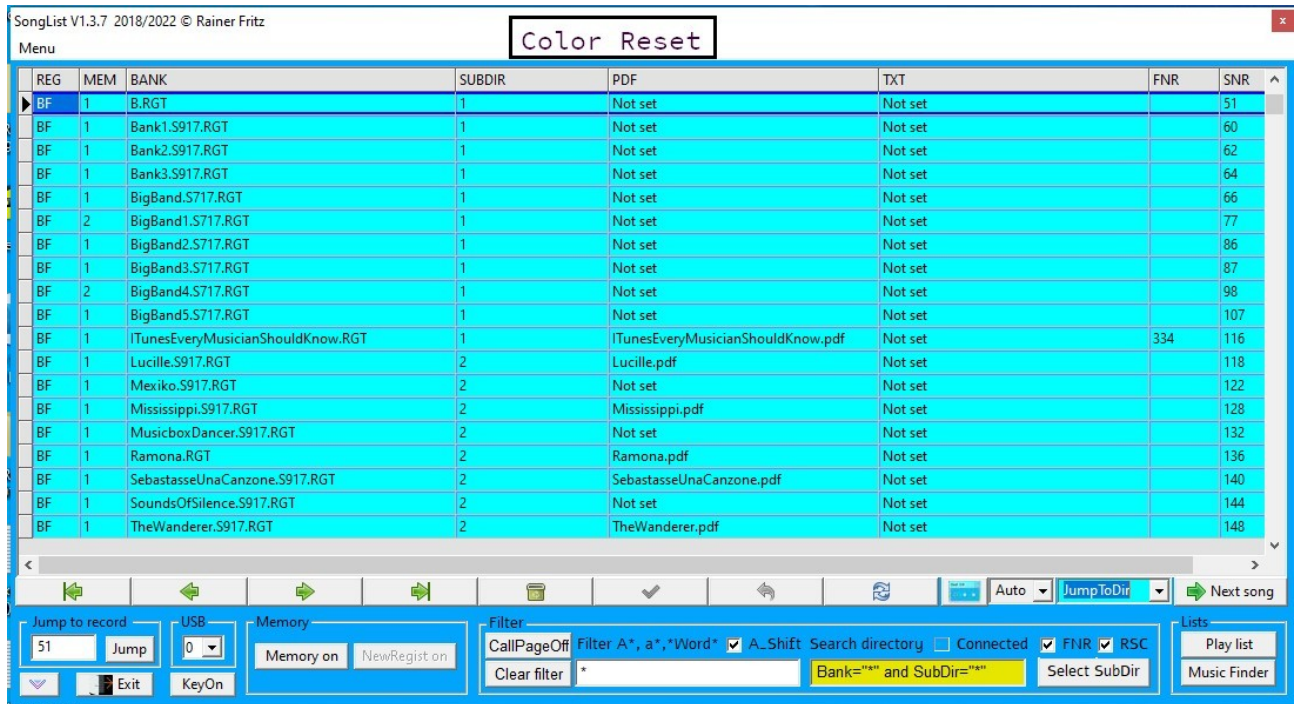 SongList V1.3.7 2018/2022 © Rainer Fritz
x
Menu
Color Reset
REG MEM BANK SUBDIR PDF TXT FNR SNR
BF 1 B.RGT 1 Not set Not set 51
BF 1 Bank1.S917.RGT 1 Not set Not set 60
BF 1 Bank2.S917.RGT 1 Not set Not set 62
BF 1 Bank3.S917.RGT 1 Not set Not set 64
BF 1 BigBand.S717.RGT 1 Not set Not set 66
BF 2 BigBand1.S717.RGT 1 Not set Not set 77
BF 1 BigBand2.S717.RGT 1 Not set Not set 86
BF 1 BigBand3.S717.RGT 1 Not set Not set 87
BF 2 BigBand4.S717.RGT 1 Not set Not set 98
BF 1 BigBand5.S717.RGT 1 Not set Not set 107
BF 1 ITunesEveryMusicianShouldKnow.RGT 1 ITunesEveryMusicianShouldKnow.pdf Not set 334 116
BF 1 Lucille.S917.RGT 2 Lucille.pdf Not set 118
BF 1 Mexiko.S917.RGT 2 Not set Not set 122
BF 1 Mississippi.S917.RGT 2 Mississippi.pdf Not set 128
BF 1 MusicboxDancer.S917.RGT 2 Not set Not set 132
BF 1 Ramona.RGT 2 Ramona.pdf Not set 136
BF 1 SebastasseUnaCanzone.S917.RGT 2 SebastasseUnaCanzone.pdf Not set 140
BF 1 SoundsOfSilence.S917.RGT 2 Not set Not set 144
BF 1 TheWanderer.S917.RGT 2 TheWanderer.pdf Not set 148
Auto JumpToDir Next song
Jump to record USB Memory Filter Lists
51 Jump 0 Memory on NewRegist on CallPageOff Filter A*, a*,*Word* A_Shift Search directory Connected FNR RSC Play list
Exit KeyOn Clear filter * Bank="*" and SubDir="*" Select SubDir Music Finder